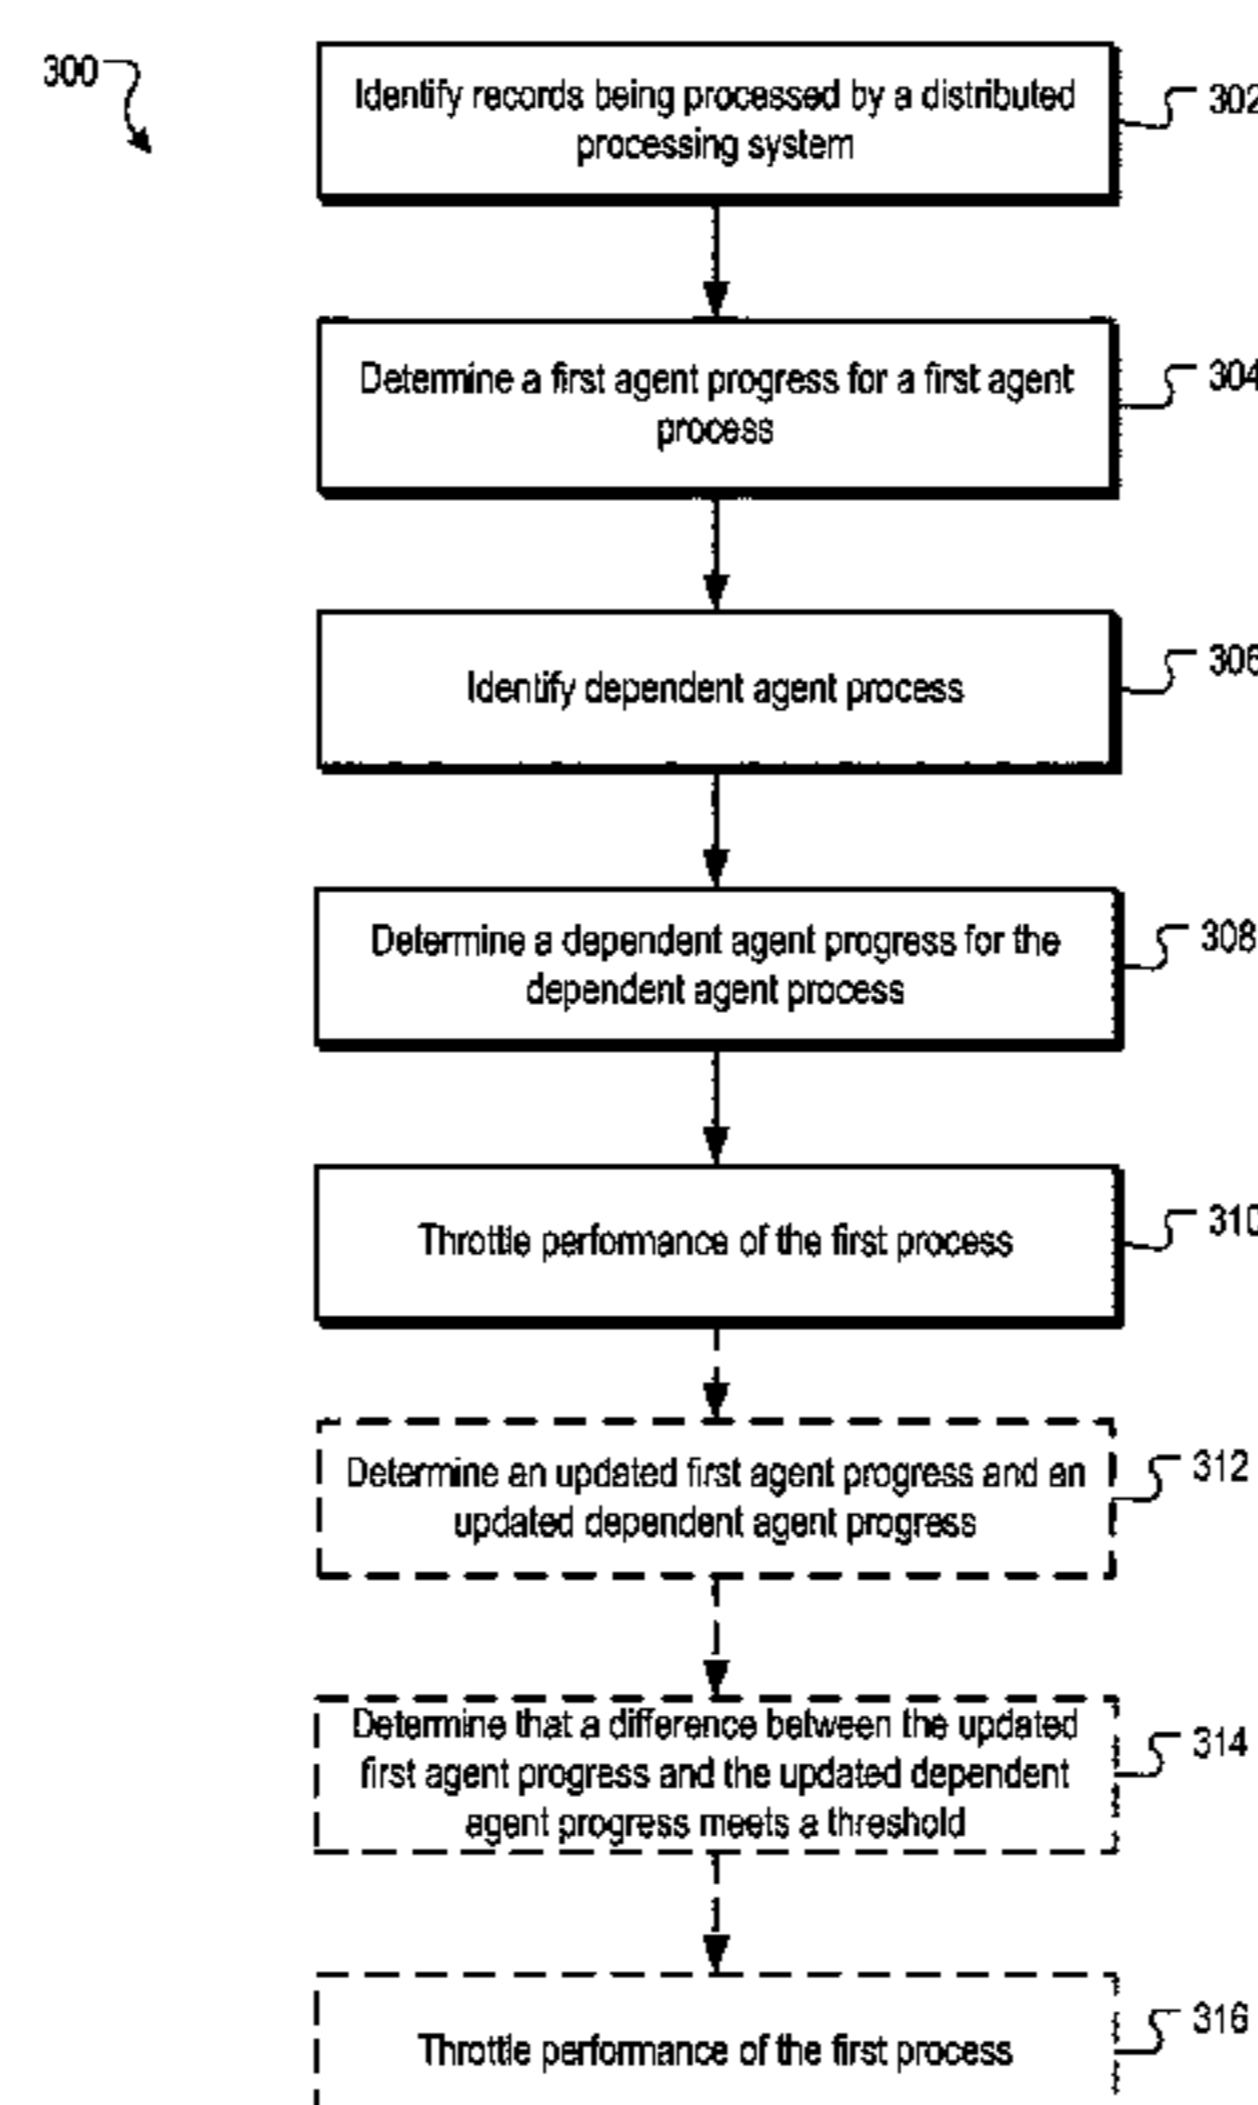 300
Identify records being processed by a distributed
processing system
302
Determine a first agent progress for a first agent
process
304
Identify dependent agent process
306
Determine a dependent agent progress for the
dependent agent process
308
Throttle performance of the first process
310
Determine an updated first agent progress and an
updated dependent agent progress
312
Determine that a difference between the updated
first agent progress and the updated dependent
agent progress meets a threshold
314
Throttle performance of the first process
316